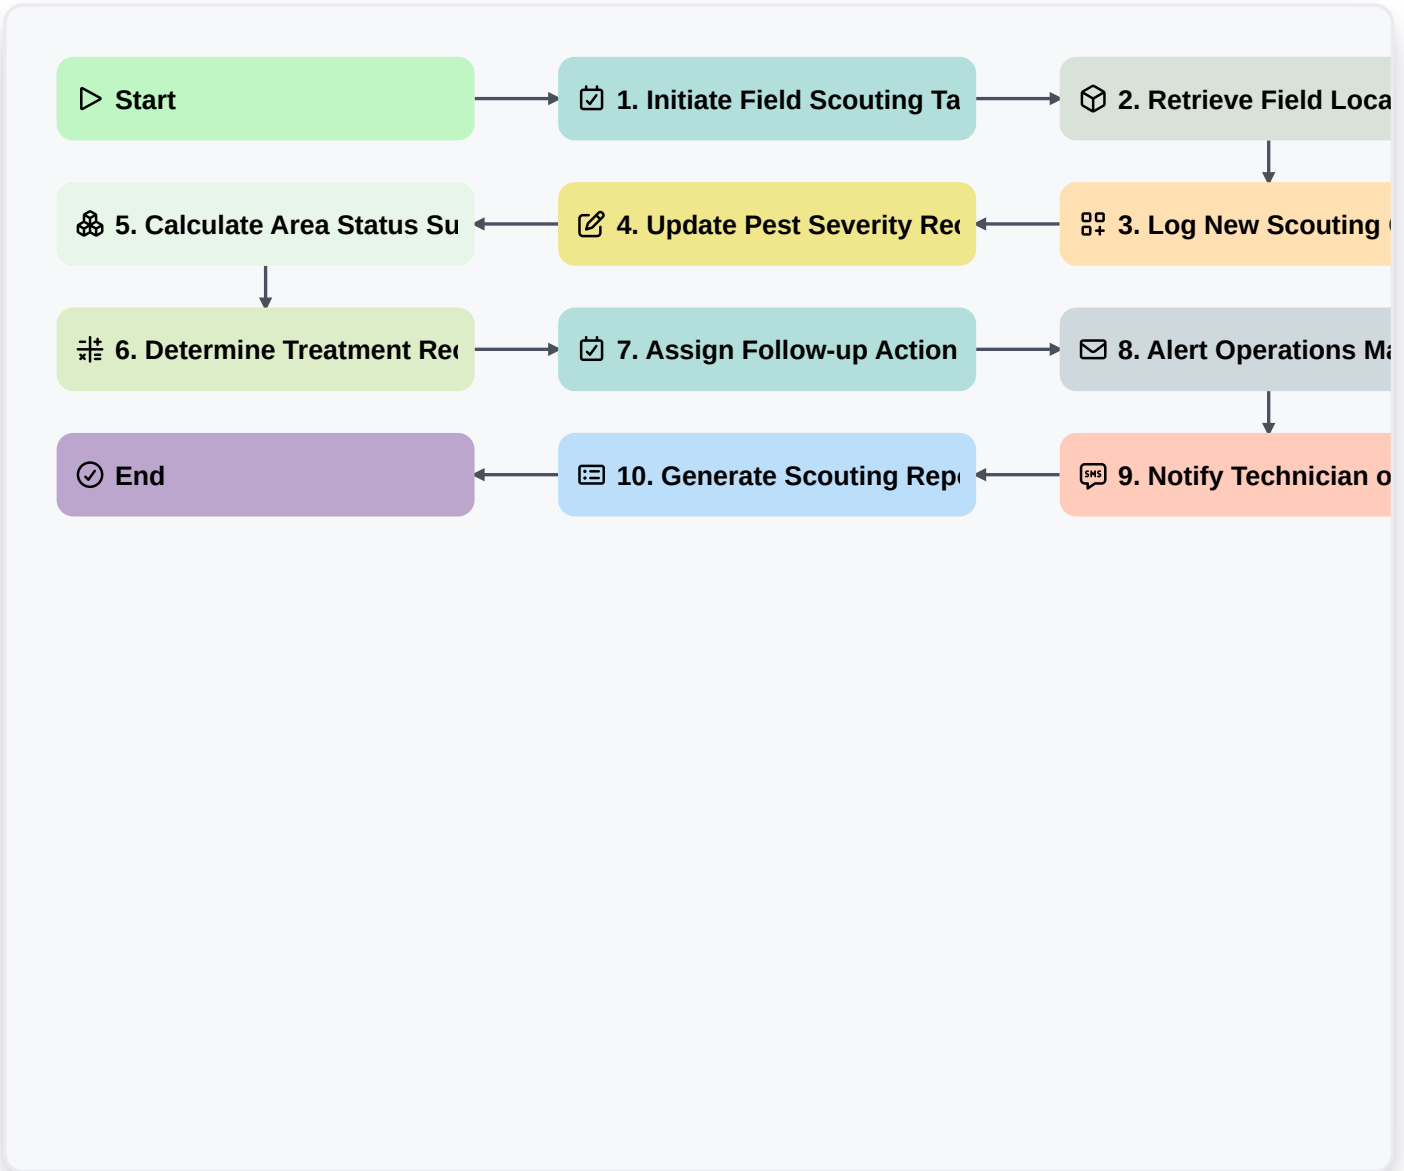 Start
1. Initiate Field Scouting Ta
2. Retrieve Field Loca
5. Calculate Area Status Su
4. Update Pest Severity Rec
3. Log New Scouting
6. Determine Treatment Rec
7. Assign Follow-up Action
8. Alert Operations Ma
End
10. Generate Scouting Repo
9. Notify Technician o
SMS